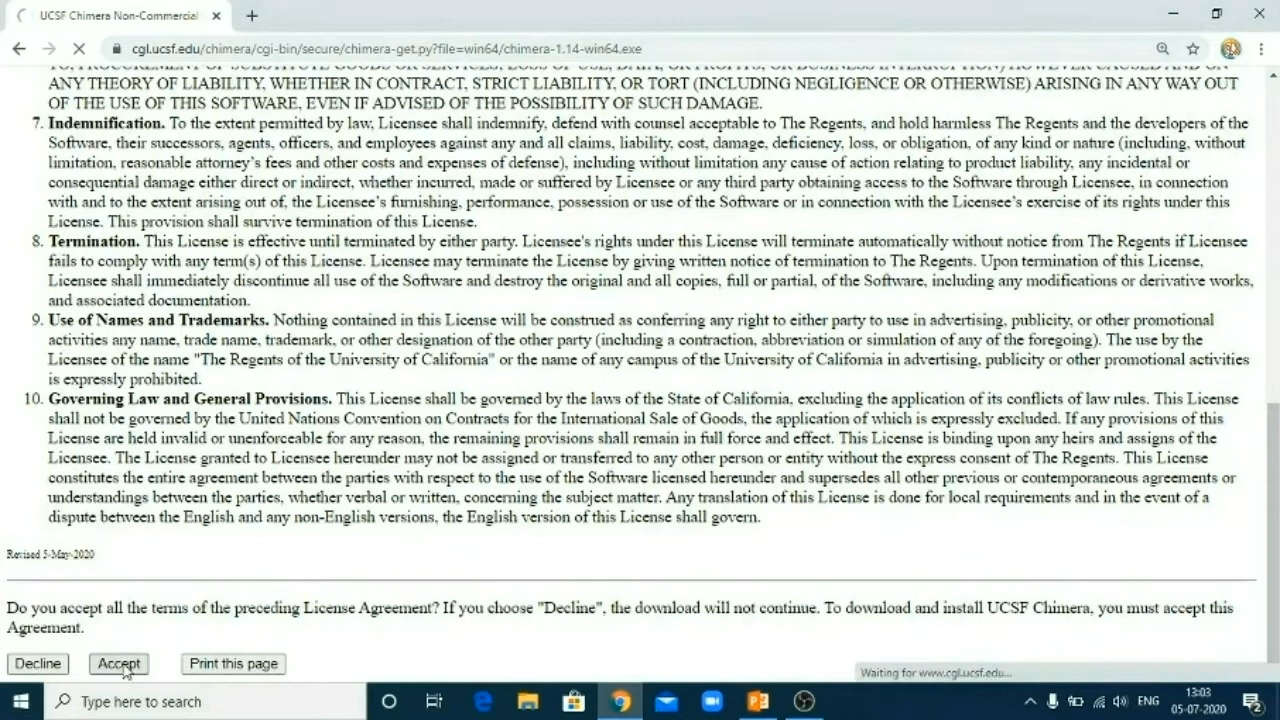 UCSF Chimera Non-Commercial
cgl.ucsf.edu/chimera/cgi-bin/secure/chimera-get.py?file=win64/chimera-1.14-win64.exe
TO, PROCUREMENT OF SUBSTITUTE GOODS OR SERVICES, LOSS OF USE, DATA, OR PROFITS, OR BUSINESS INTERRUPTION) HOWEVER CAUSED AND ON
ANY THEORY OF LIABILITY, WHETHER IN CONTRACT, STRICT LIABILITY, OR TORT (INCLUDING NEGLIGENCE OR OTHERWISE) ARISING IN ANY WAY OUT
OF THE USE OF THIS SOFTWARE, EVEN IF ADVISED OF THE POSSIBILITY OF SUCH DAMAGE.
7. Indemnification. To the extent permitted by law, Licensee shall indemnify, defend with counsel acceptable to The Regents, and hold harmless The Regents and the developers of the
Software, their successors, agents, officers, and employees against any and all claims, liability, cost, damage, deficiency, loss, or obligation, of any kind or nature (including, without
limitation, reasonable attorney's fees and other costs and expenses of defense), including without limitation any cause of action relating to product liability, any incidental or
consequential damage either direct or indirect, whether incurred, made or suffered by Licensee or any third party obtaining access to the Software through Licensee, in connection
with and to the extent arising out of, the Licensee's furnishing, performance, possession or use of the Software or in connection with the Licensee's exercise of its rights under this
License. This provision shall survive termination of this License.
8. Termination. This License is effective until terminated by either party. Licensee's rights under this License will terminate automatically without notice from The Regents if Licensee
fails to comply with any term(s) of this License. Licensee may terminate the License by giving written notice of termination to The Regents. Upon termination of this License,
Licensee shall immediately discontinue all use of the Software and destroy the original and all copies, full or partial, of the Software, including any modifications or derivative works,
and associated documentation.
9. Use of Names and Trademarks. Nothing contained in this License will be construed as conferring any right to either party to use in advertising, publicity, or other promotional
activities any name, trade name, trademark, or other designation of the other party (including a contraction, abbreviation or simulation of any of the foregoing). The use by the
Licensee of the name "The Regents of the University of California" or the name of any campus of the University of California in advertising, publicity or other promotional activities
is expressly prohibited.
10. Governing Law and General Provisions. This License shall be governed by the laws of the State of California, excluding the application of its conflicts of law rules. This License
shall not be governed by the United Nations Convention on Contracts for the International Sale of Goods, the application of which is expressly excluded. If any provisions of this
License are held invalid or unenforceable for any reason, the remaining provisions shall remain in full force and effect. This License is binding upon any heirs and assigns of the
Licensee. The License granted to Licensee hereunder may not be assigned or transferred to any other person or entity without the express consent of The Regents. This License
constitutes the entire agreement between the parties with respect to the use of the Software licensed hereunder and supersedes all other previous or contemporaneous agreements or
understandings between the parties, whether verbal or written, concerning the subject matter. Any translation of this License is done for local requirements and in the event of a
dispute between the English and any non-English versions, the English version of this License shall govern.
Revised 5-May-2020
Do you accept all the terms of the preceding License Agreement? If you choose "Decline", the download will not continue. To download and install UCSF Chimera, you must accept this
Agreement.
Decline Accept Print this page
Waiting for www.cgl.ucsf.edu...
Type here to search
ENG
13:03
05-07-2020
2